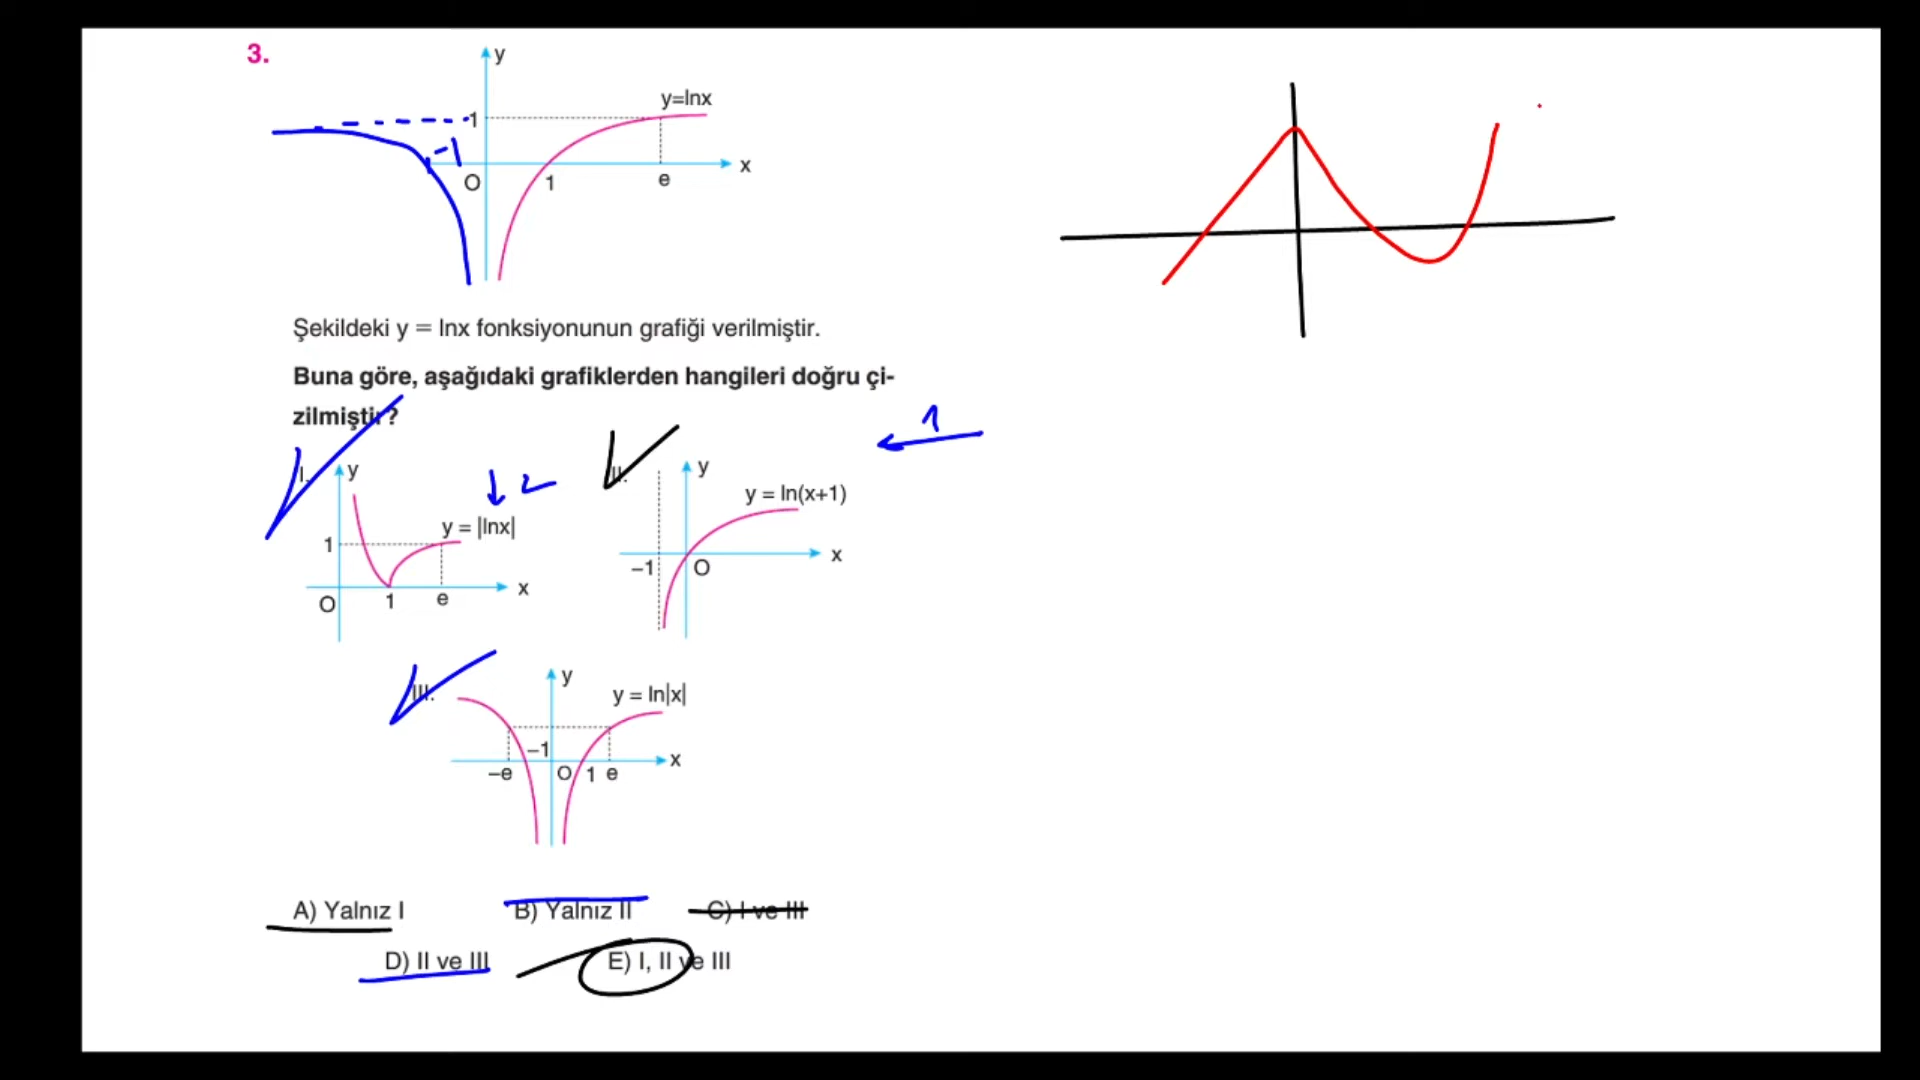 3.
y
y=lnx
1
x
O
1
e
Şekildeki y = lnx fonksiyonunun grafiği verilmiştir.
Buna göre, aşağıdaki grafiklerden hangileri doğru çi-
zilmiştir?
1
I.
y
2
y = |lnx|
1
x
O
1
e
II.
y
y = ln(x+1)
x
–1
O
III.
y
y = ln|x|
–1
x
–e
O
1
e
A) Yalnız I
B) Yalnız II
C) I ve III
D) II ve III
E) I, II ve III